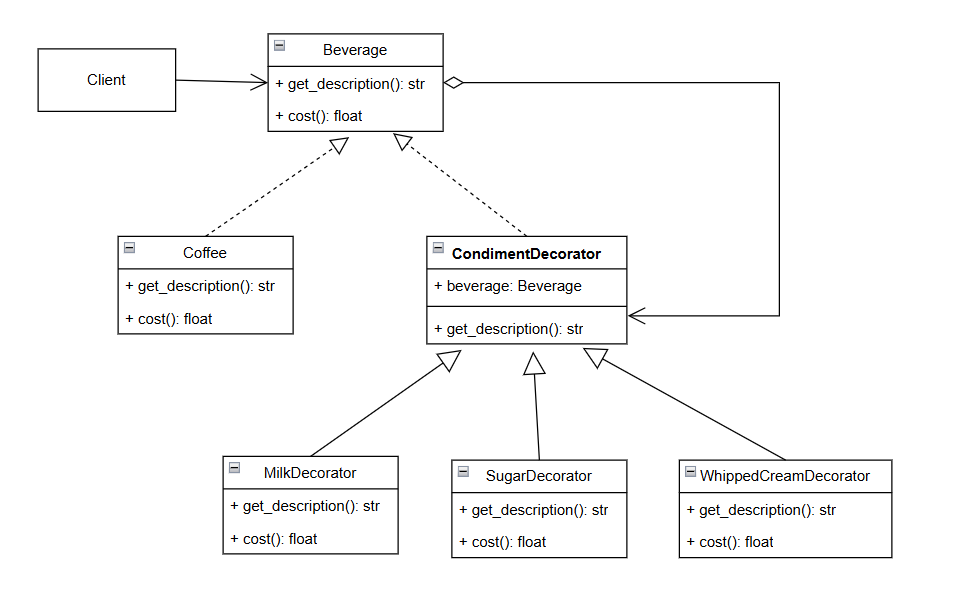 Client
Beverage
+ get_description(): str
+ cost(): float
Coffee
+ get_description(): str
+ cost(): float
CondimentDecorator
+ beverage: Beverage
+ get_description(): str
MilkDecorator
+ get_description(): str
+ cost(): float
SugarDecorator
+ get_description(): str
+ cost(): float
WhippedCreamDecorator
+ get_description(): str
+ cost(): float